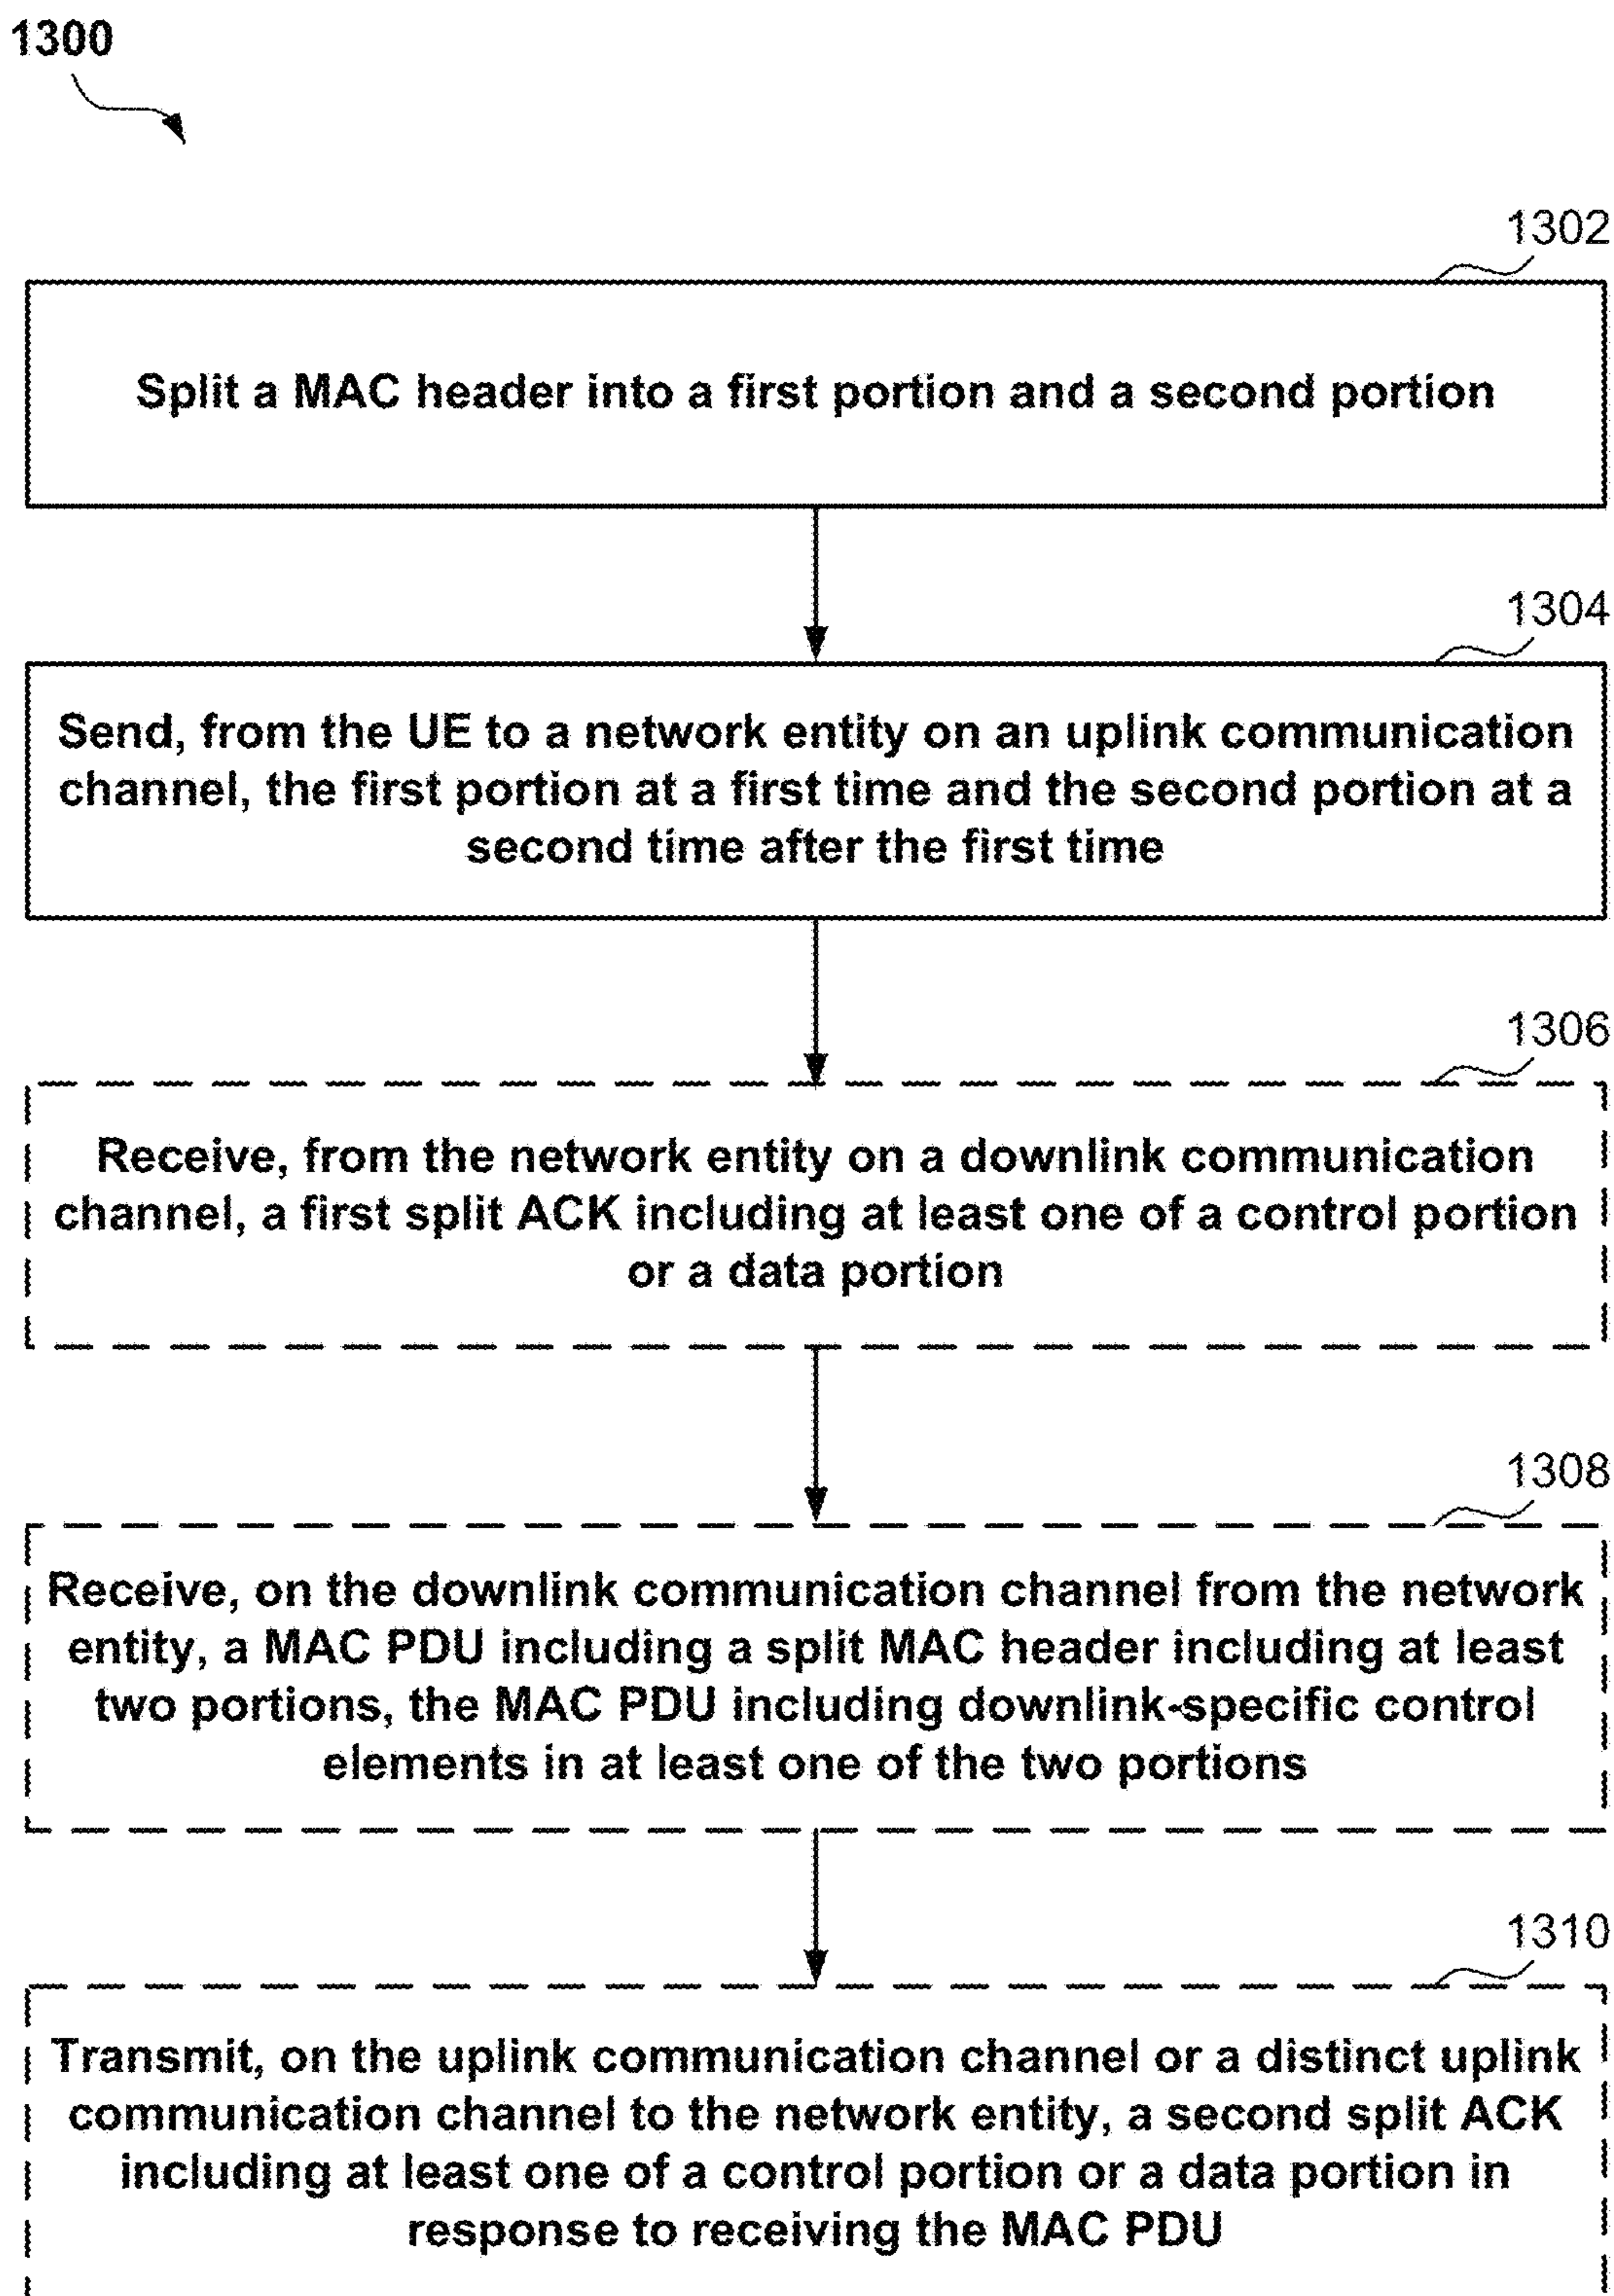 1300
1302
Split a MAC header into a first portion and a second portion
1304
Send, from the UE to a network entity on an uplink communication
channel, the first portion at a first time and the second portion at a
second time after the first time
1306
Receive, from the network entity on a downlink communication
channel, a first split ACK including at least one of a control portion
or a data portion
1308
Receive, on the downlink communication channel from the network
entity, a MAC PDU including a split MAC header including at least
two portions, the MAC PDU including downlink-specific control
elements in at least one of the two portions
1310
Transmit, on the uplink communication channel or a distinct uplink
communication channel to the network entity, a second split ACK
including at least one of a control portion or a data portion in
response to receiving the MAC PDU